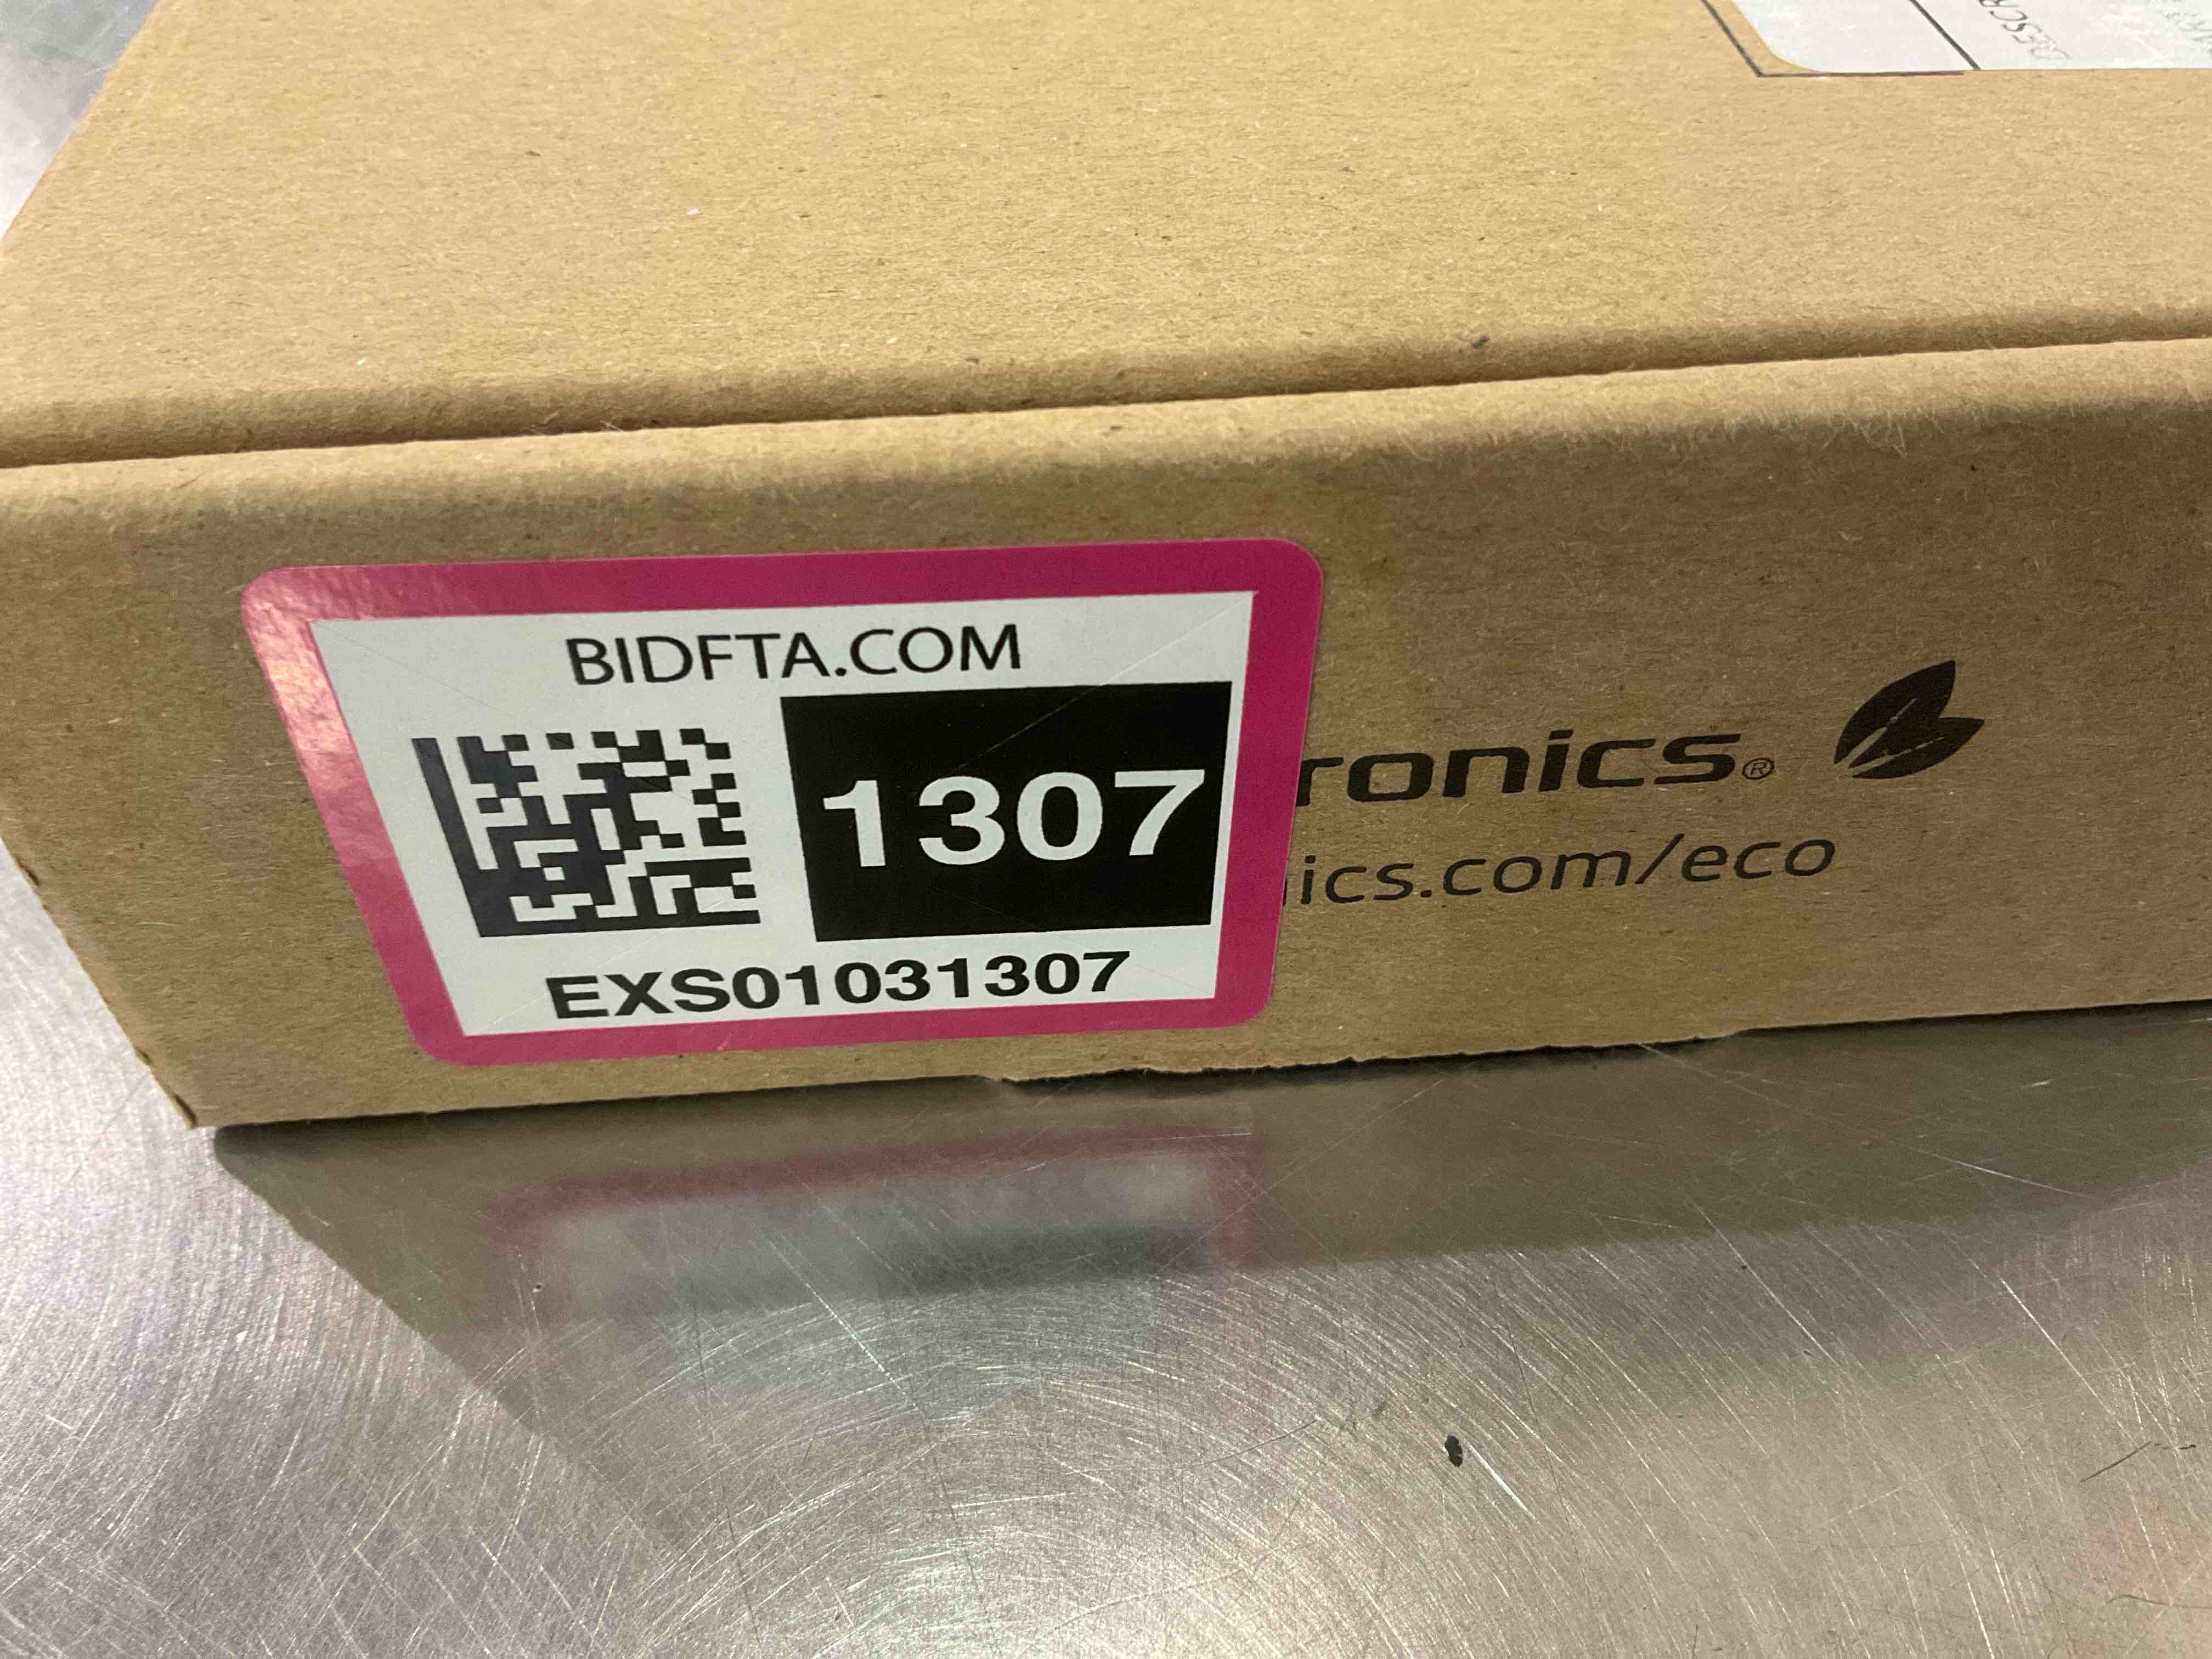 BIDFTA.COM
1307
EXS01031307
ronics®
ics.com/eco